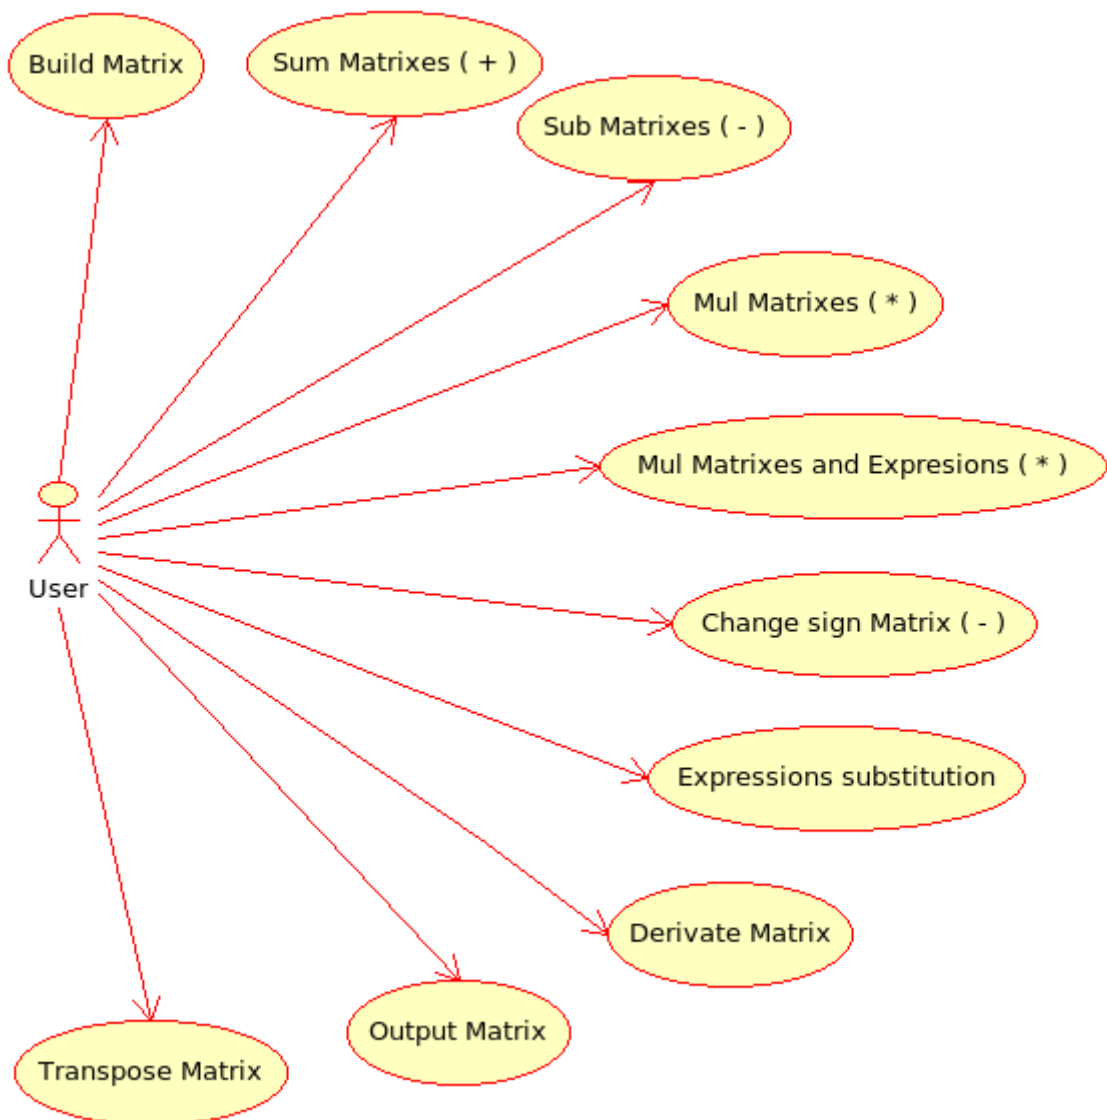 Build Matrix
Sum Matrixes ( + )
Sub Matrixes ( - )
Mul Matrixes ( * )
Mul Matrixes and Expresions ( * )
User
Change sign Matrix ( - )
Expressions substitution
Derivate Matrix
Output Matrix
Transpose Matrix